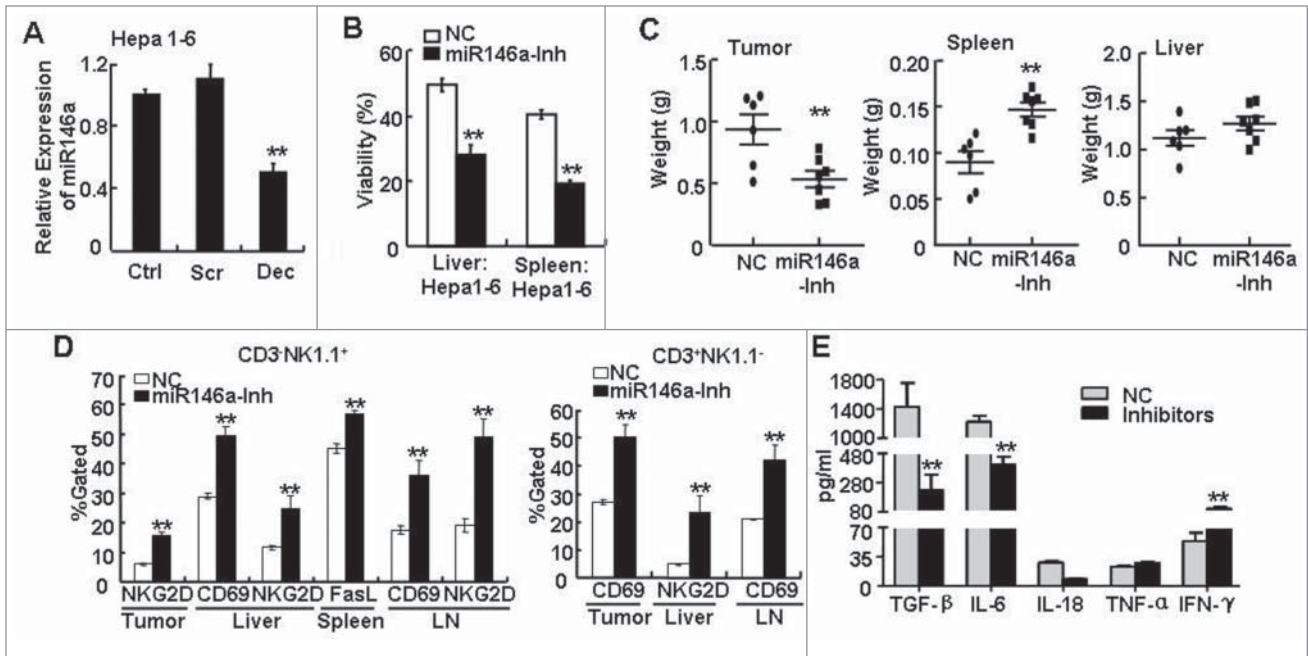 A
Hepa 1-6
Relative Expression
of miR146a
1.2
0.8
0.4
0
**
Ctrl Scr Dec
B
NC
miR146a-Inh
Viability (%)
60
40
20
0
**
**
Liver: Spleen:
Hepa1-6 Hepa1-6
C
Tumor
Weight (g)
1.5
1.0
0.5
0
**
NC miR146a
-Inh
Spleen
Weight (g)
0.20
0.15
0.10
0.05
0
**
NC miR146a
-Inh
Liver
Weight (g)
2.0
1.5
1.0
0.5
0
NC miR146a
-Inh
D
CD3-NK1.1+
NC
miR146a-Inh
%Gated
70
60
50
40
30
20
10
0
** ** ** ** ** **
NKG2D CD69 NKG2D FasL CD69 NKG2D
Tumor Liver Spleen LN
CD3+NK1.1-
NC
miR146a-Inh
%Gated
60
50
40
30
20
10
0
** ** **
CD69 NKG2D CD69
Tumor Liver LN
E
NC
Inhibitors
pg/ml
1800
1400
1000
480
280
80
70
35
0
** ** **
TGF-β IL-6 IL-18 TNF-α IFN-γ